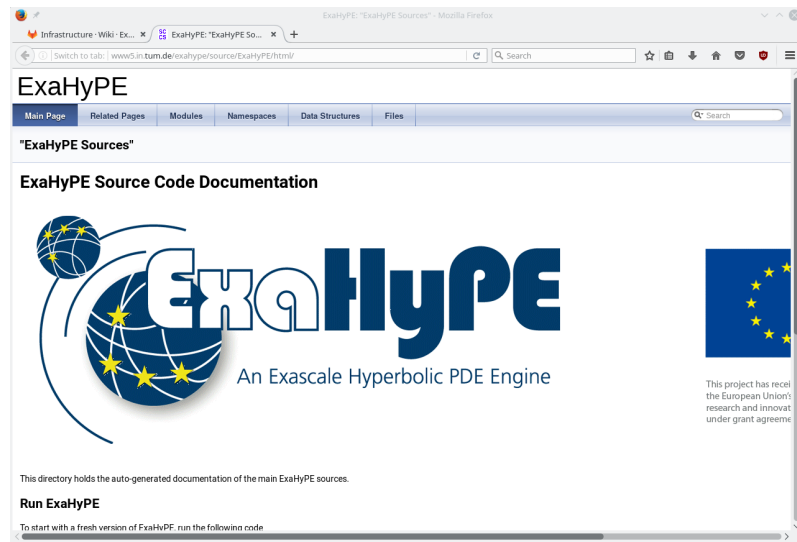 ExaHyPE: "ExaHyPE Sources" - Mozilla Firefox
Infrastructure · Wiki · Ex...
ExaHyPE: "ExaHyPE So...
Switch to tab: www5.in.tum.de/exahype/source/ExaHyPE/html/
Search
ExaHyPE
Main Page
Related Pages
Modules
Namespaces
Data Structures
Files
Search
"ExaHyPE Sources"
ExaHyPE Source Code Documentation
ExaHyPE
An Exascale Hyperbolic PDE Engine
This project has recei
the European Union's
research and innovat
under grant agreeme
This directory holds the auto-generated documentation of the main ExaHyPE sources.
Run ExaHyPE
To start with a fresh version of ExaHyPE, run the following code